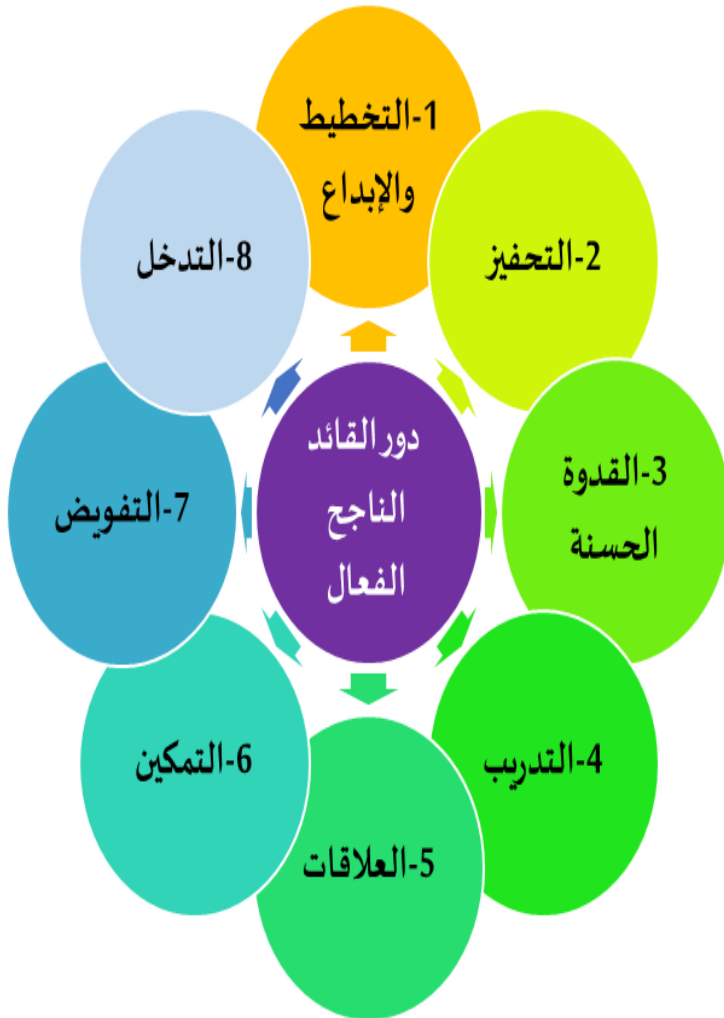 1-التخطيط
والإبداع
2-التحفيز
3-القدوة
الحسنة
4-التدريب
5-العلاقات
6-التمكين
7-التفويض
8-التدخل
دور القائد
الناجح
الفعال